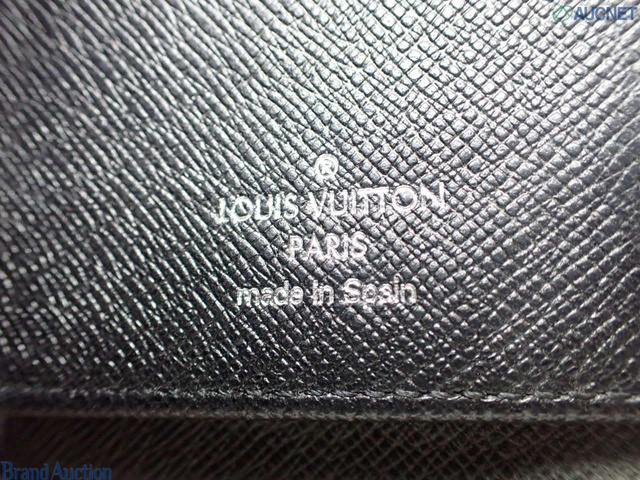 AUCNET
®
LOUIS VUITTON
PARIS
made in Spain
Brand Auction